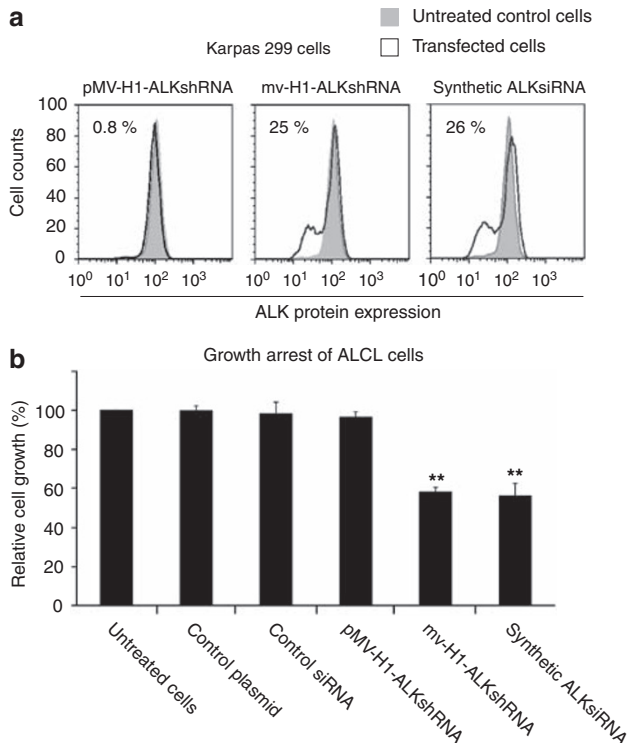 a
Untreated control cells
Transfected cells
Karpas 299 cells
pMV-H1-ALKshRNA mv-H1-ALKshRNA Synthetic ALKsiRNA
Cell counts
100
80
60
40
20
0
0.8 % 25 % 26 %
10⁰ 10¹ 10² 10³ 10⁰ 10¹ 10² 10³ 10⁰ 10¹ 10² 10³
ALK protein expression
b
Growth arrest of ALCL cells
Relative cell growth (%)
100
80
60
40
20
0
** **
Untreated cells
Control plasmid
Control siRNA
pMV-H1-ALKshRNA
mv-H1-ALKshRNA
Synthetic ALKsiRNA